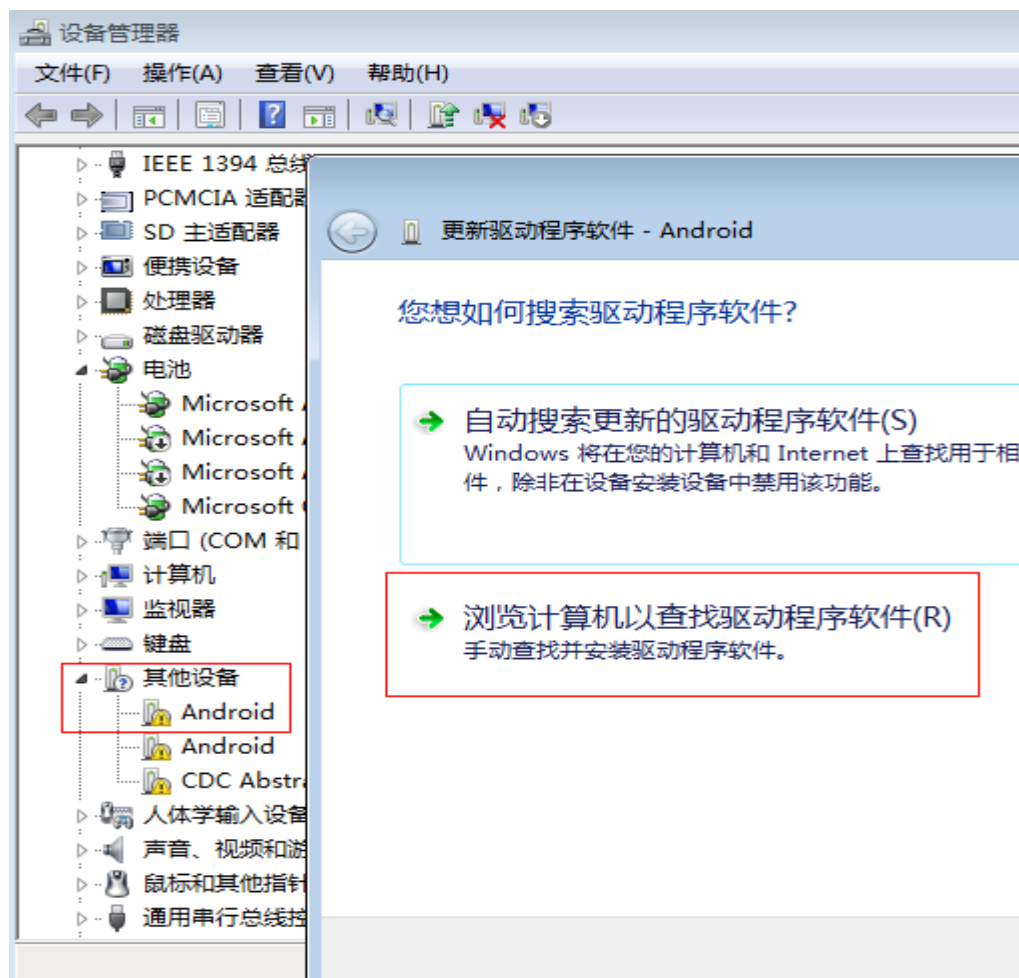 设备管理器
文件(F) 操作(A) 查看(V) 帮助(H)
IEEE 1394 总线
PCMCIA 适配器
SD 主适配器
便携设备
处理器
磁盘驱动器
电池
Microsoft
Microsoft
Microsoft
Microsoft
端口 (COM 和
计算机
监视器
键盘
其他设备
Android
Android
CDC Abstra
人体学输入设备
声音、视频和游
鼠标和其他指针
通用串行总线控
更新驱动程序软件 - Android
您想如何搜索驱动程序软件?
自动搜索更新的驱动程序软件(S)
Windows 将在您的计算机和 Internet 上查找用于相
件，除非在设备安装设备中禁用该功能。
浏览计算机以查找驱动程序软件(R)
手动查找并安装驱动程序软件。